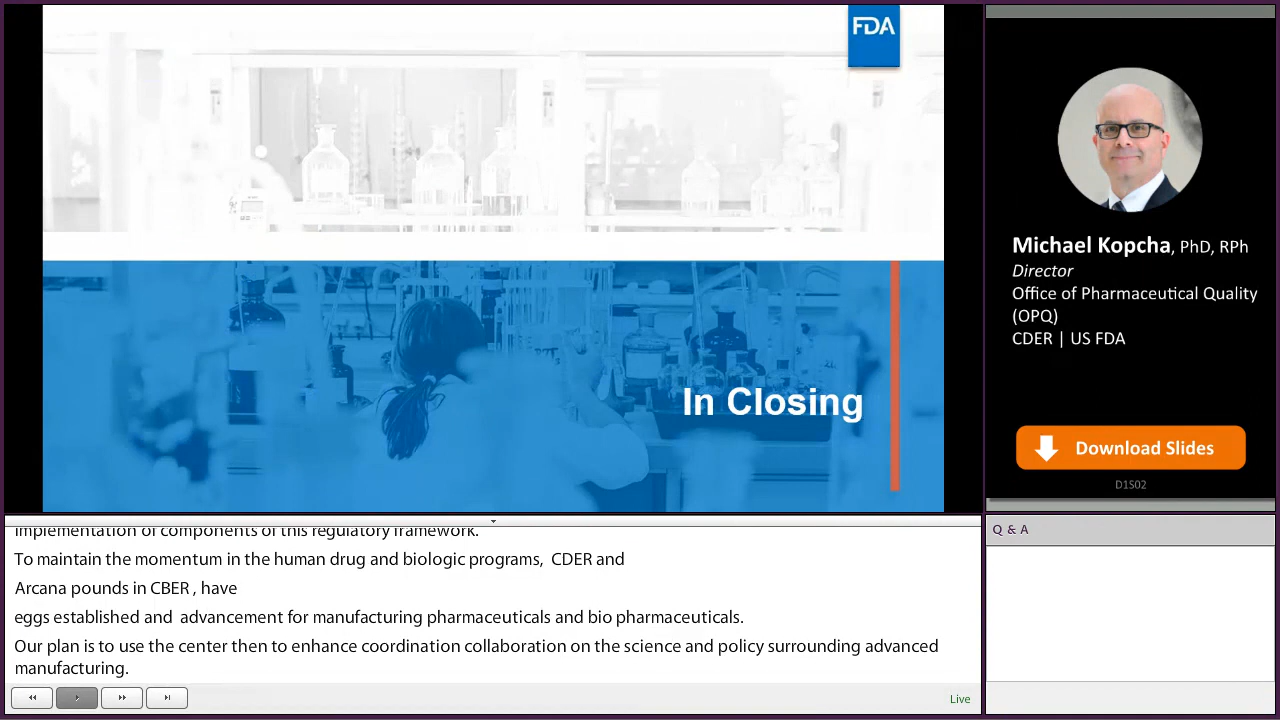 FDA
In Closing
Michael Kopcha, PhD, RPh
Director
Office of Pharmaceutical Quality
(OPQ)
CDER | US FDA
Download Slides
D1S02
implementation of components of this regulatory framework.
To maintain the momentum in the human drug and biologic programs, CDER and
Arcana pounds in CBER , have
eggs established and advancement for manufacturing pharmaceuticals and bio pharmaceuticals.
Our plan is to use the center then to enhance coordination collaboration on the science and policy surrounding advanced
manufacturing.
Live
Q & A